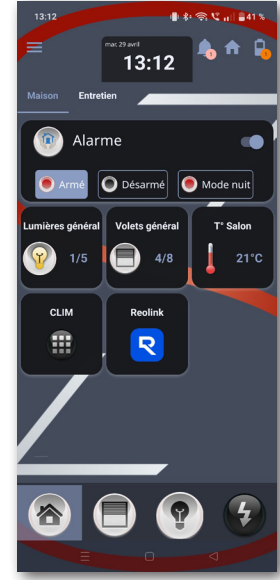 13:12
41 %
mar. 29 avril
13:12
Maison Entretien
Alarme
Armé Désarmé Mode nuit
Lumières général Volets général T° Salon
1/5 4/8 21°C
CLIM Reolink